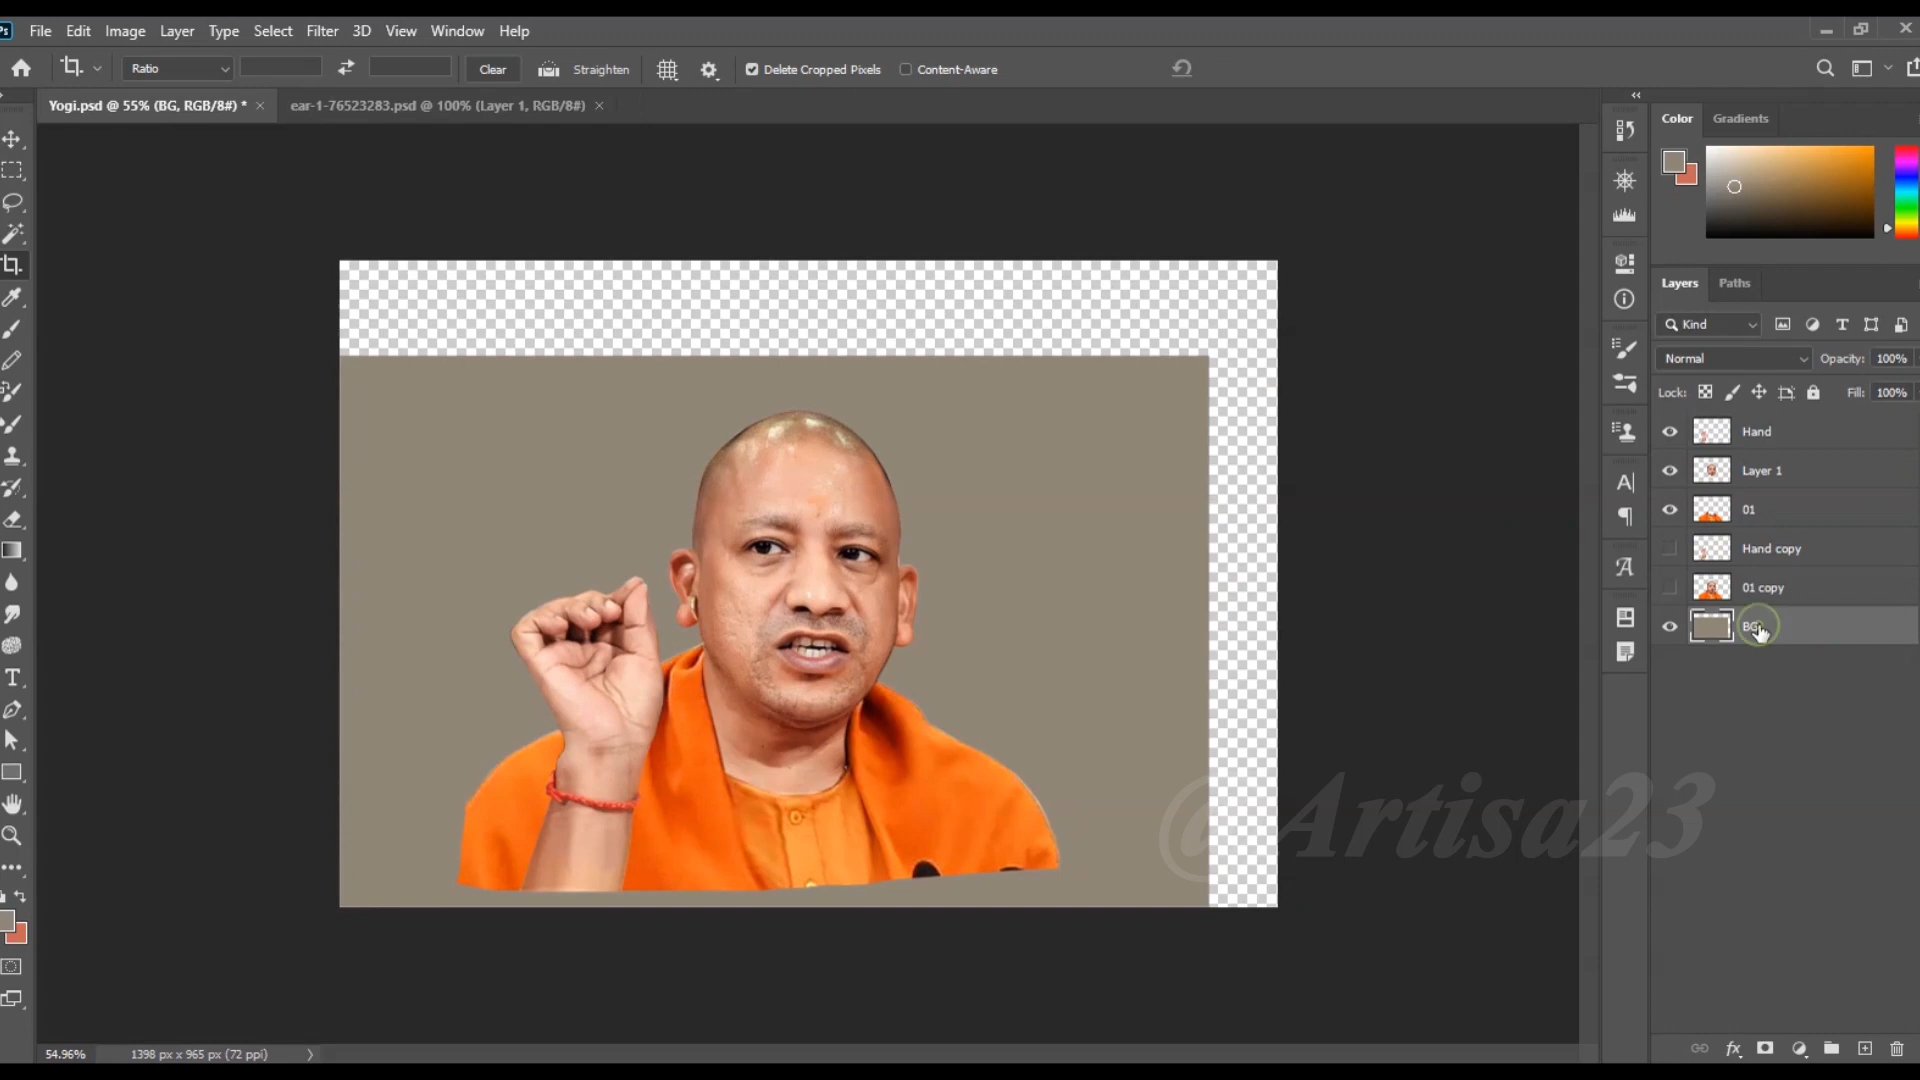 Ps File Edit Image Layer Type Select Filter 3D View Window Help
Ratio Clear Straighten Delete Cropped Pixels Content-Aware
Yogi.psd @ 55% (BG, RGB/8#) * × ear-1-76523283.psd @ 100% (Layer 1, RGB/8#) ×
Color Gradients
Layers Paths
Kind
Normal Opacity: 100%
Lock: Fill: 100%
Hand
Layer 1
01
Hand copy
01 copy
BG
@Artisa23
54.96% 1398 px x 965 px (72 ppi)